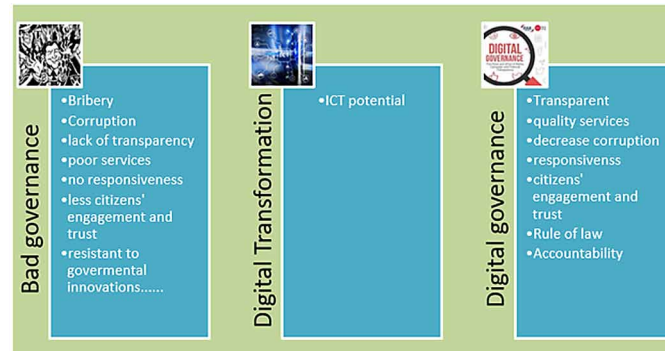 Bad governance
•Bribery
•Corruption
•lack of transparency
•poor services
•no responsiveness
•less citizens'
engagement and
trust
•resistant to
govermental
innovations......
Digital Transformation
•ICT potential
DIGITAL
GOVERNANCE
Digital governance
•Transparent
•quality services
•decrease corruption
•responsivenss
•citizens'
engagement and
trust
•Rule of law
•Accountability